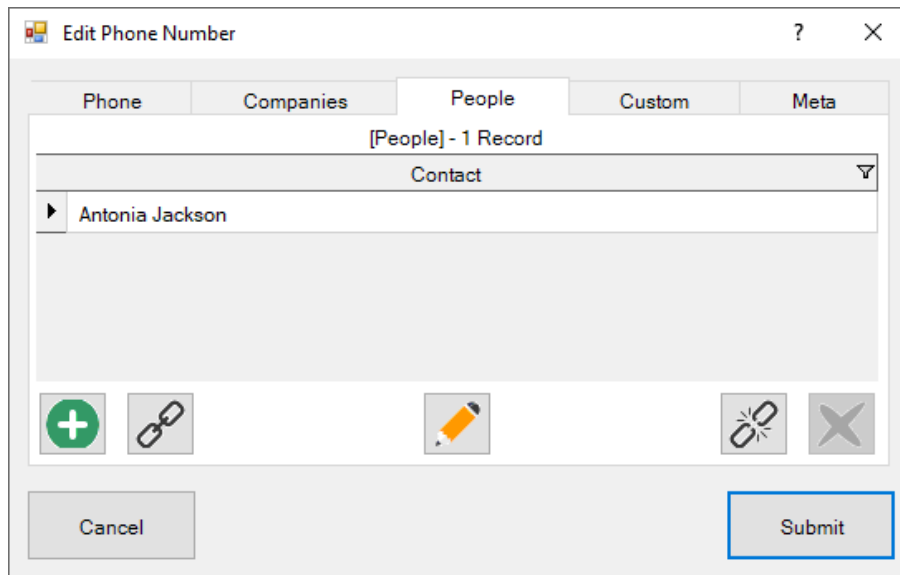 Edit Phone Number ?
Phone Companies People Custom Meta
[People] - 1 Record
Contact
Antonia Jackson
Cancel Submit